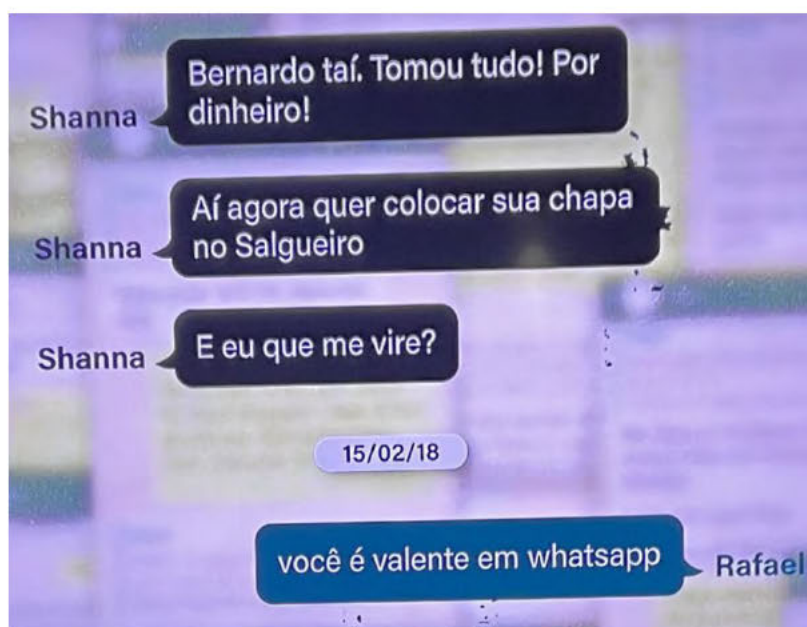 Bernardo taí. Tomou tudo! Por
Shanna
dinheiro!
Aí agora quer colocar sua chapa
Shanna
no Salgueiro
E eu que me vire?
Shanna
15/02/18
você é valente em whatsapp
Rafael